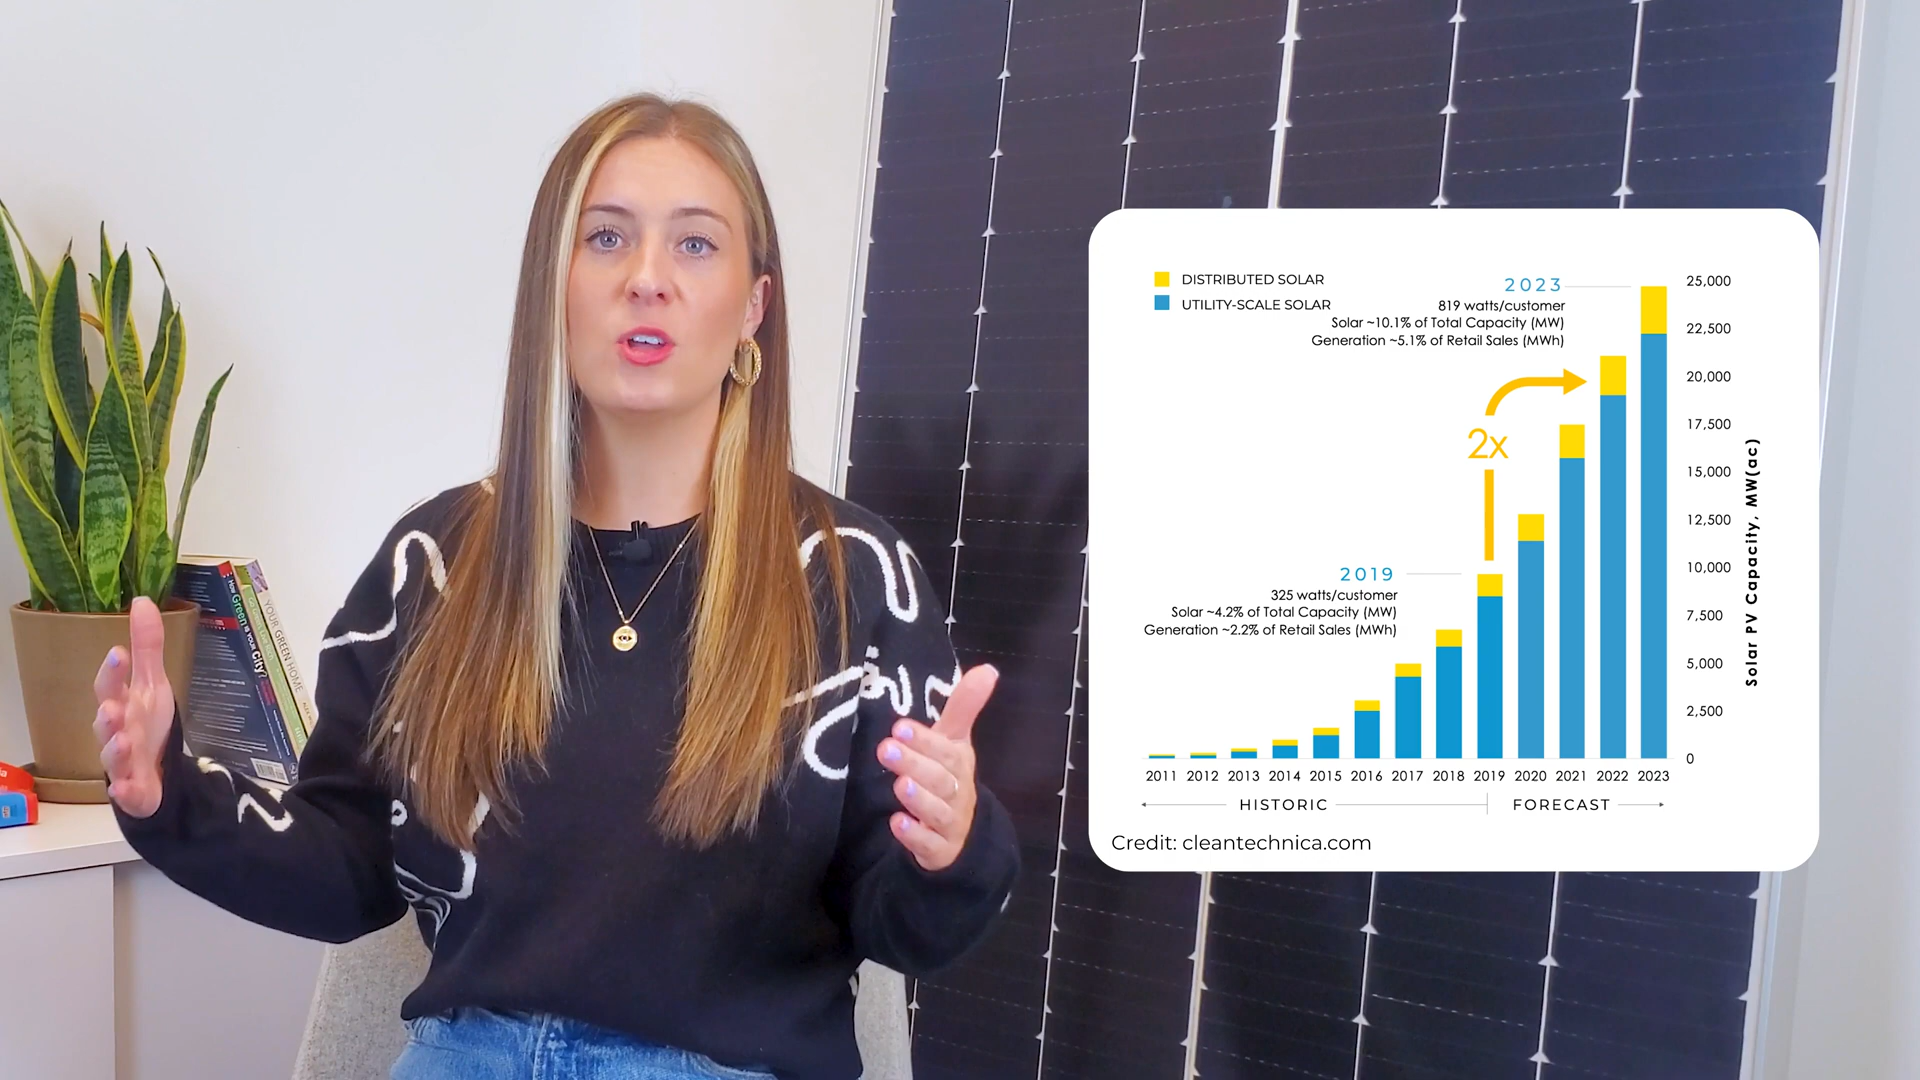 How
Green
is your
City?
YOUR GREEN HOME
DISTRIBUTED SOLAR
UTILITY-SCALE SOLAR
2023
819 watts/customer
Solar ~10.1% of Total Capacity (MW)
Generation ~5.1% of Retail Sales (MWh)
2x
2019
325 watts/customer
Solar ~4.2% of Total Capacity (MW)
Generation ~2.2% of Retail Sales (MWh)
25,000
22,500
20,000
17,500
15,000
12,500
10,000
7,500
5,000
2,500
0
Solar PV Capacity, MW(ac)
2011 2012 2013 2014 2015 2016 2017 2018 2019 2020 2021 2022 2023
HISTORIC FORECAST
Credit: cleantechnica.com